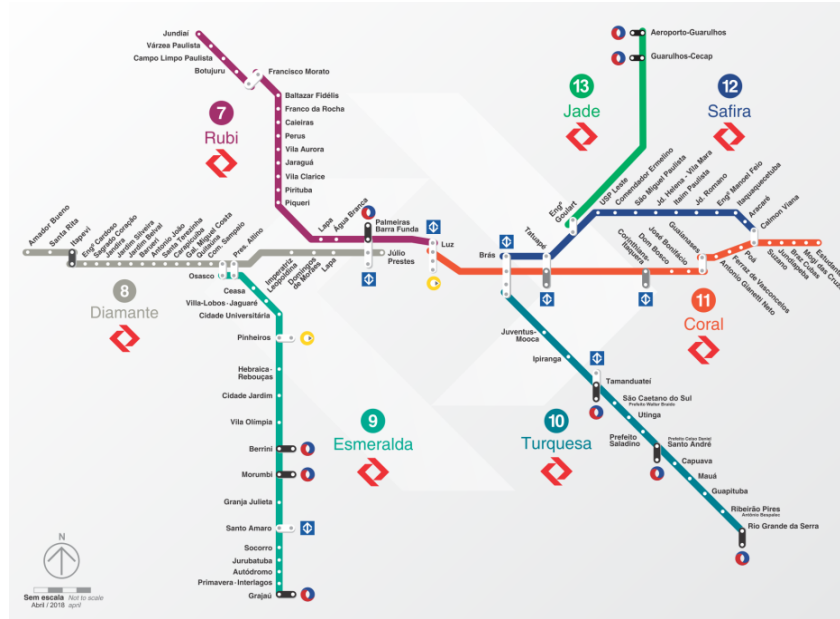 Jundiaí
Várzea Paulista
Campo Limpo Paulista
Botujuru
Francisco Morato
Baltazar Fidélis
Franco da Rocha
Caieiras
Perus
Vila Aurora
Jaraguá
Vila Clarice
Pirituba
Piqueri
7
Rubi
Lapa
Água Branca
Palmeiras
Barra Funda
Luz
Júlio
Prestes
13
Jade
Aeroporto-Guarulhos
Guarulhos-Cecap
Engº
Goulart
12
Safira
Brás
Tatuapé
USP Leste
Comendador Ermelino
São Miguel Paulista
Jd. Helena - Vila Mara
Itaim Paulista
Jd. Romano
Engº Manoel Feio
Itaquaquecetuba
Aracaré
Calmon Viana
Corinthians-
Itaquera
Dom Bosco
José Bonifácio
Guaianases
Antonio Gianetti Neto
Ferraz de Vasconcelos
Poá
Suzano
Jundiapeba
Braz Cubas
Mogi das Cruzes
Estudantes
11
Coral
Amador Bueno
Santa Rita
Itapevi
Engº Cardoso
Sagrado Coração
Jandira
Jardim Silveira
Jardim Belval
Barueri
Antonio João
Santa Terezinha
Carapicuíba
Gal. Miguel Costa
Quitaúna
Com. Sampaio
Osasco
Pres. Altino
Imperatriz
Leopoldina
Domingos
de Moraes
Lapa
8
Diamante
Ceasa
Villa-Lobos-Jaguaré
Cidade Universitária
Pinheiros
Hebraica-
Rebouças
Cidade Jardim
Vila Olímpia
Berrini
Morumbi
Granja Julieta
Santo Amaro
Socorro
Jurubatuba
Autódromo
Primavera-Interlagos
Grajaú
9
Esmeralda
Juventus-
Mooca
Ipiranga
Tamanduateí
São Caetano do Sul
Prefeito Walter Braido
Utinga
Prefeito
Saladino
Prefeito Celso Daniel
Santo André
Capuava
Mauá
Guapituba
Ribeirão Pires
Antônio Bespalec
Rio Grande da Serra
10
Turquesa
N
Sem escala Not to scale
Abril / 2018 april